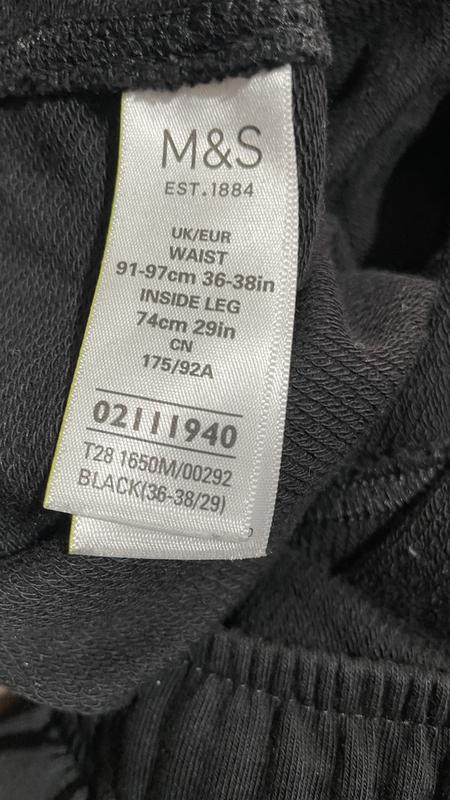 M&S
EST.1884
UK/EUR
WAIST
91-97cm 36-38in
INSIDE LEG
74cm 29in
CN
175/92A
02111940
T28 1650M/00292
BLACK(36-38/29)